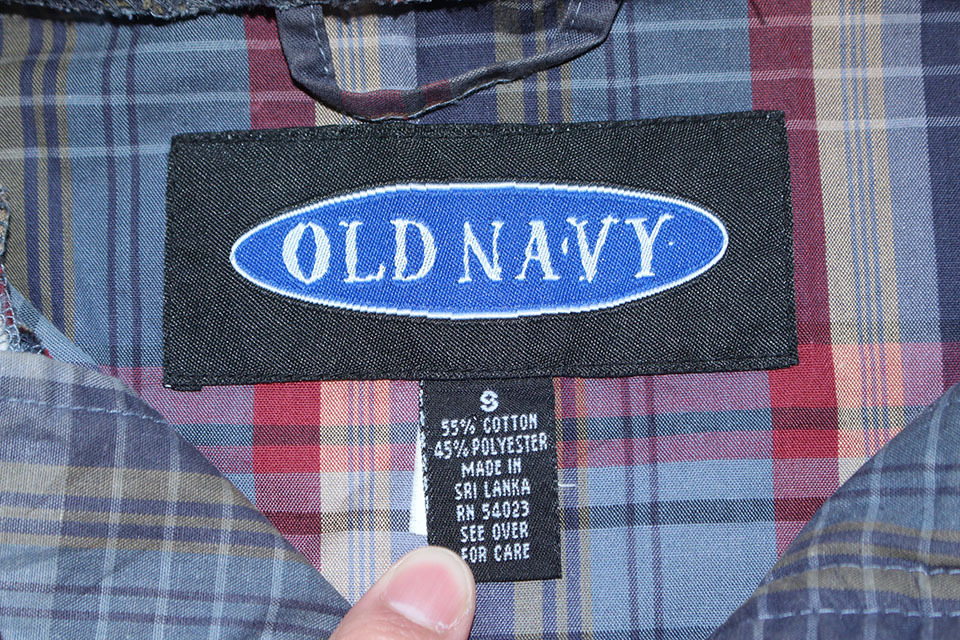 OLD NAVY
S
55% COTTON
45% POLYESTER
MADE IN
SRI LANKA
RN 54023
SEE OVER
FOR CARE